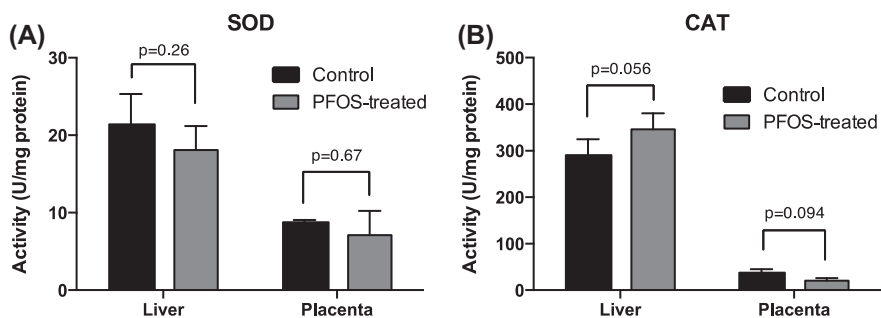 (A)
SOD
Activity (U/mg protein)
30
20
10
0
p=0.26
p=0.67
Control
PFOS-treated
Liver
Placenta
(B)
CAT
Activity (U/mg protein)
500
400
300
200
100
0
p=0.056
p=0.094
Control
PFOS-treated
Liver
Placenta